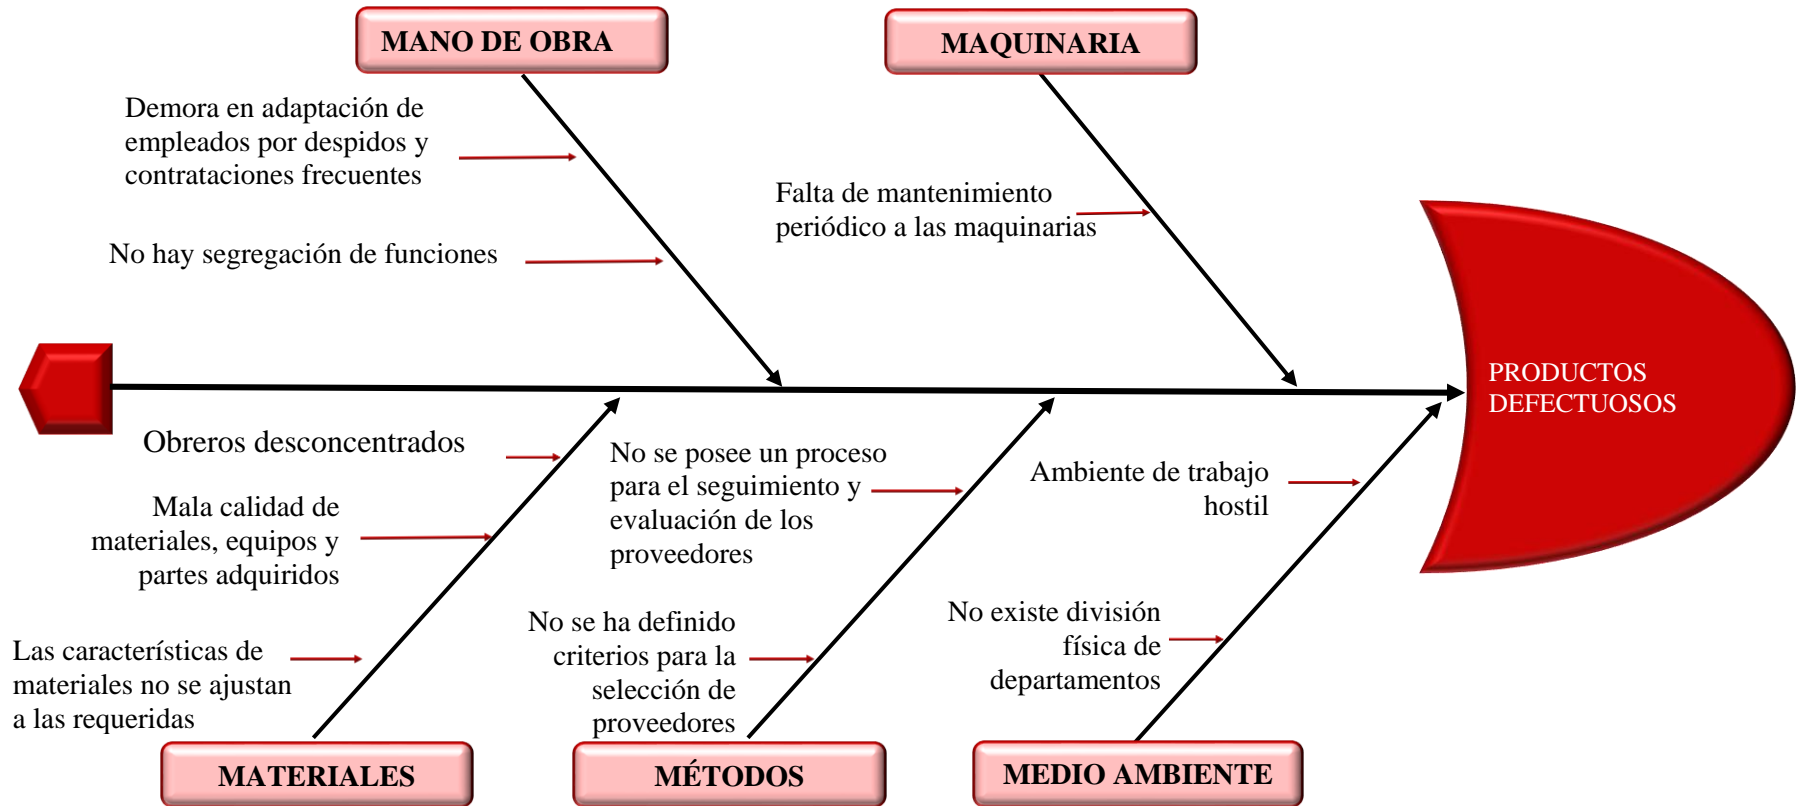 MANO DE OBRA
MAQUINARIA
Demora en adaptación de
empleados por despidos y
contrataciones frecuentes
Falta de mantenimiento
periódico a las maquinarias
No hay segregación de funciones
PRODUCTOS
DEFECTUOSOS
Obreros desconcentrados
No se posee un proceso
para el seguimiento y
evaluación de los
proveedores
Ambiente de trabajo
hostil
Mala calidad de
materiales, equipos y
partes adquiridos
No se ha definido
criterios para la
selección de
proveedores
No existe división
física de
departamentos
Las características de
materiales no se ajustan
a las requeridas
MATERIALES
MÉTODOS
MEDIO AMBIENTE